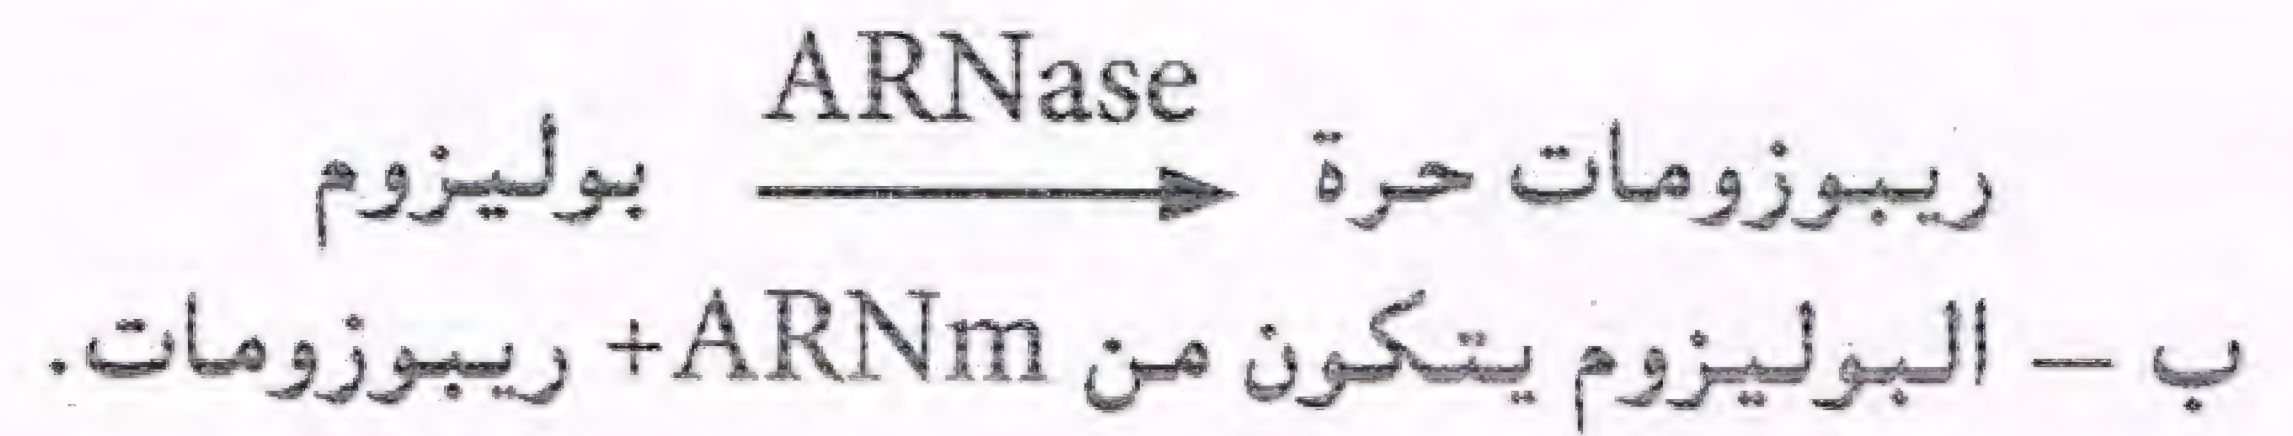 ARNase
بوليزوم ⟶ ريبوزومات حرة
ب – البوليزوم يتكون من ARNm+ ريبوزومات.